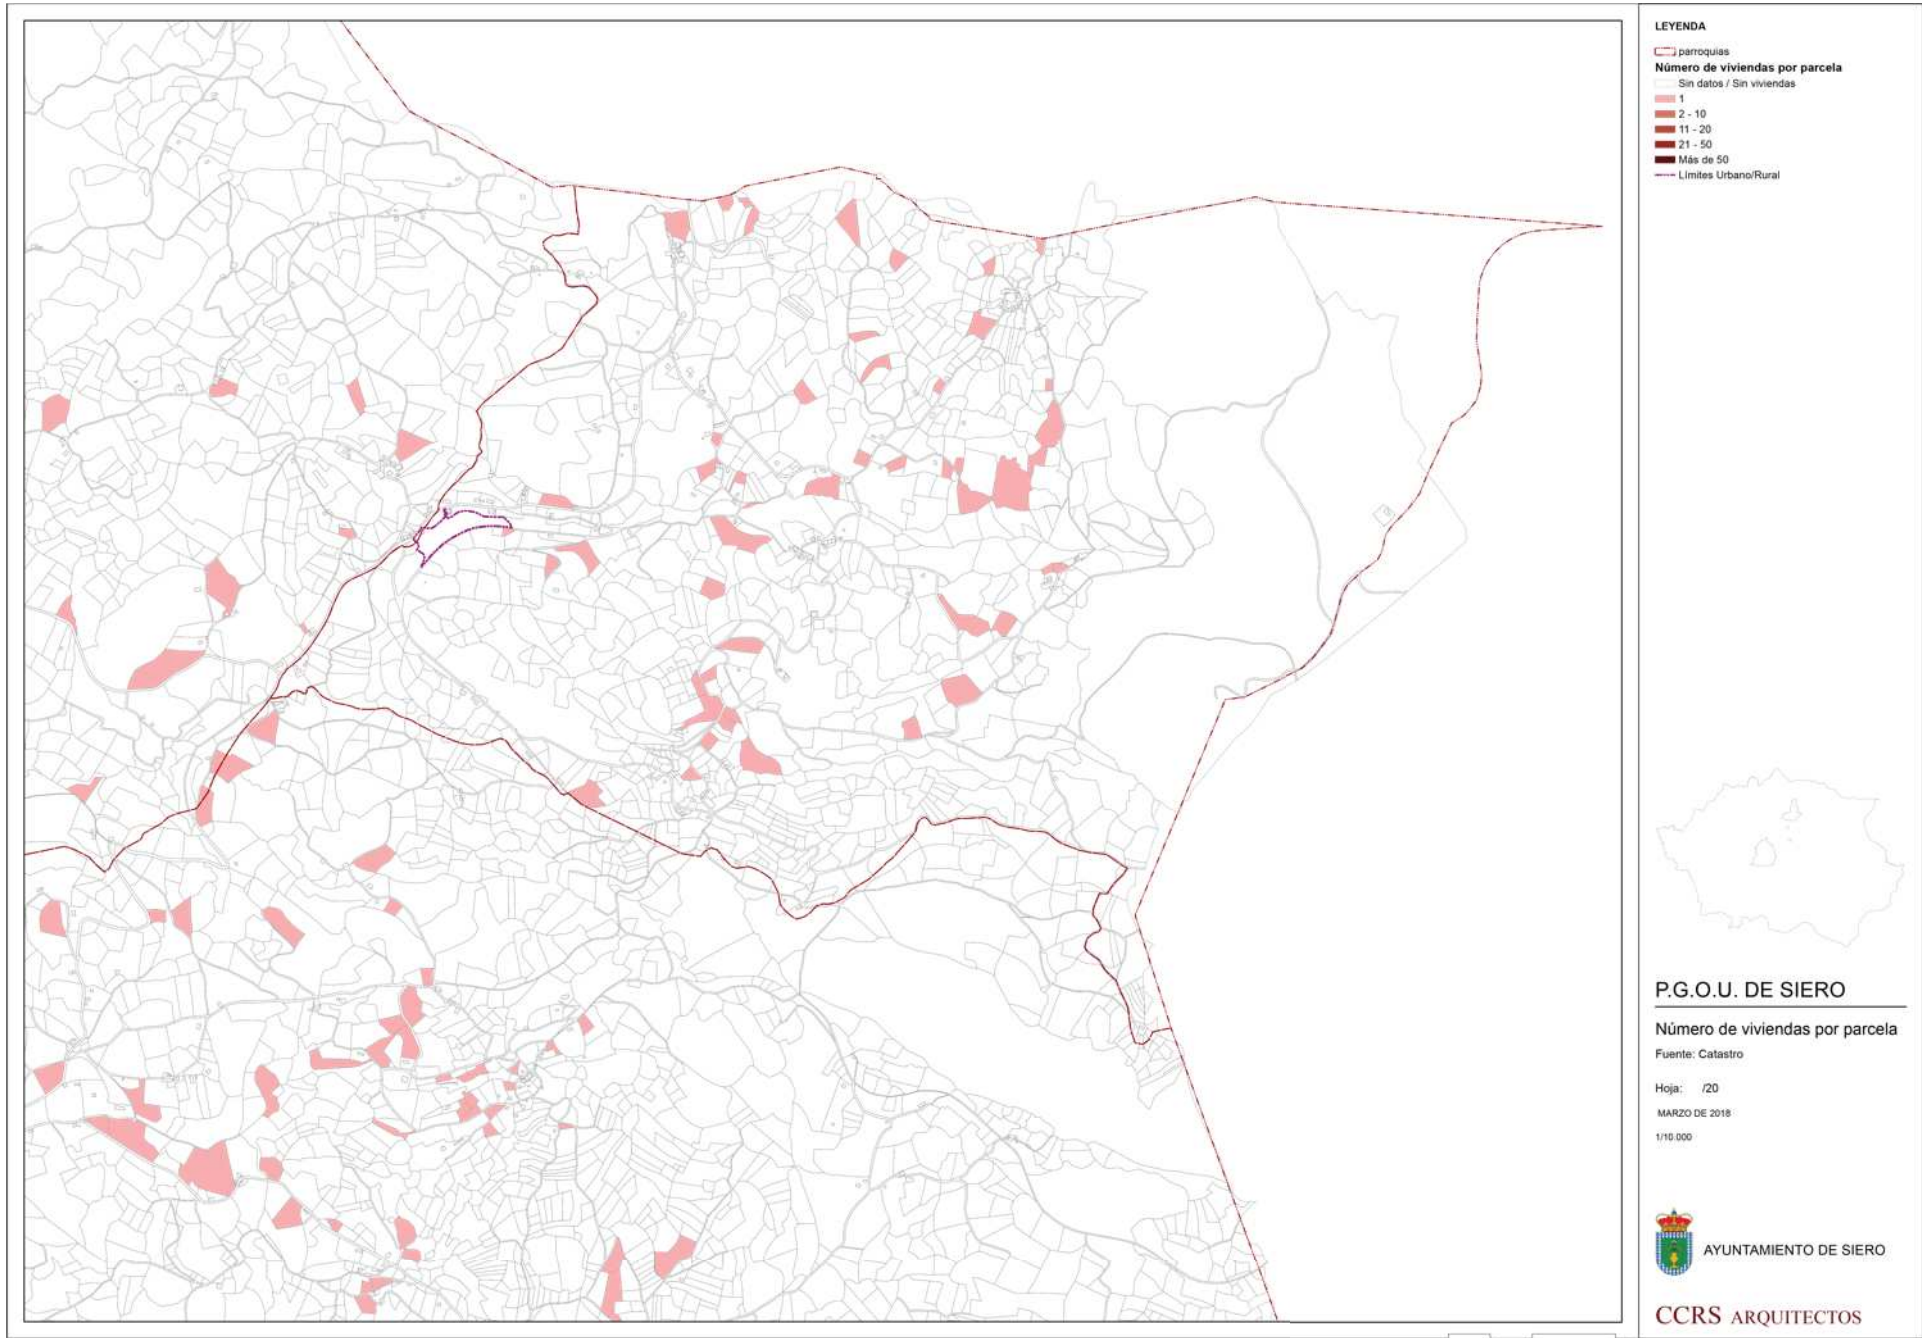 LEYENDA
parroquias
Número de viviendas por parcela
Sin datos / Sin viviendas
1
2 - 10
11 - 20
21 - 50
Más de 50
Límites Urbano/Rural
P.G.O.U. DE SIERO
Número de viviendas por parcela
Fuente: Catastro
Hoja: /20
MARZO DE 2018
1/10.000
AYUNTAMIENTO DE SIERO
CCRS ARQUITECTOS